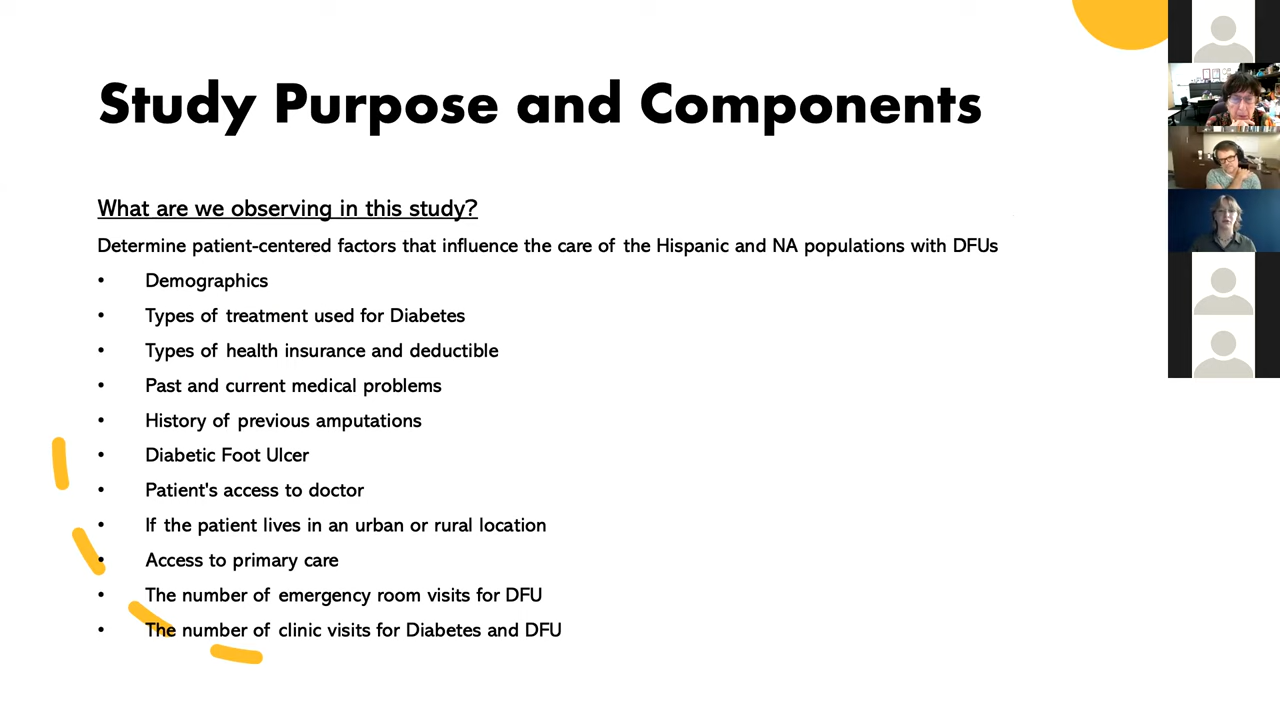 Study Purpose and Components
What are we observing in this study?
Determine patient-centered factors that influence the care of the Hispanic and NA populations with DFUs
• Demographics
• Types of treatment used for Diabetes
• Types of health insurance and deductible
• Past and current medical problems
• History of previous amputations
• Diabetic Foot Ulcer
• Patient's access to doctor
• If the patient lives in an urban or rural location
• Access to primary care
• The number of emergency room visits for DFU
• The number of clinic visits for Diabetes and DFU